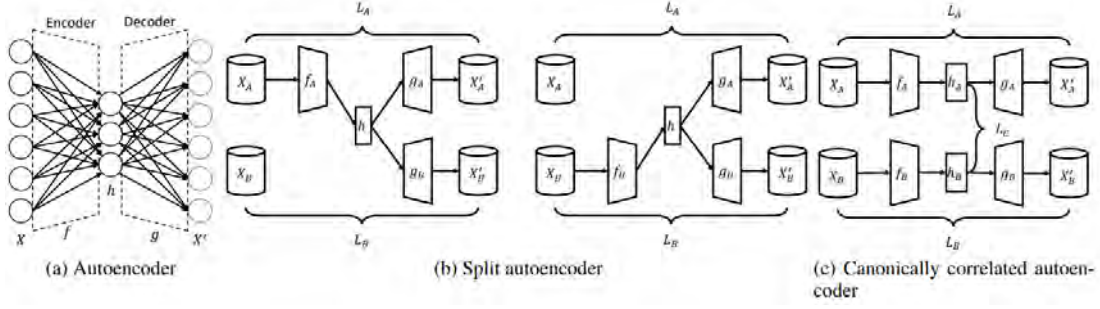 Encoder Decoder
X f h g X'
(a) Autoencoder
L_A
X_A f_A g_A X'_A
h
X_B g_B X'_B
L_B
L_A
X_A g_A X'_A
h
X_B f_B g_B X'_B
L_B
(b) Split autoencoder
L_A
X_A f_A h_A g_A X'_A
L_C
X_B f_B h_B g_B X'_B
L_B
(c) Canonically correlated autoen-
coder